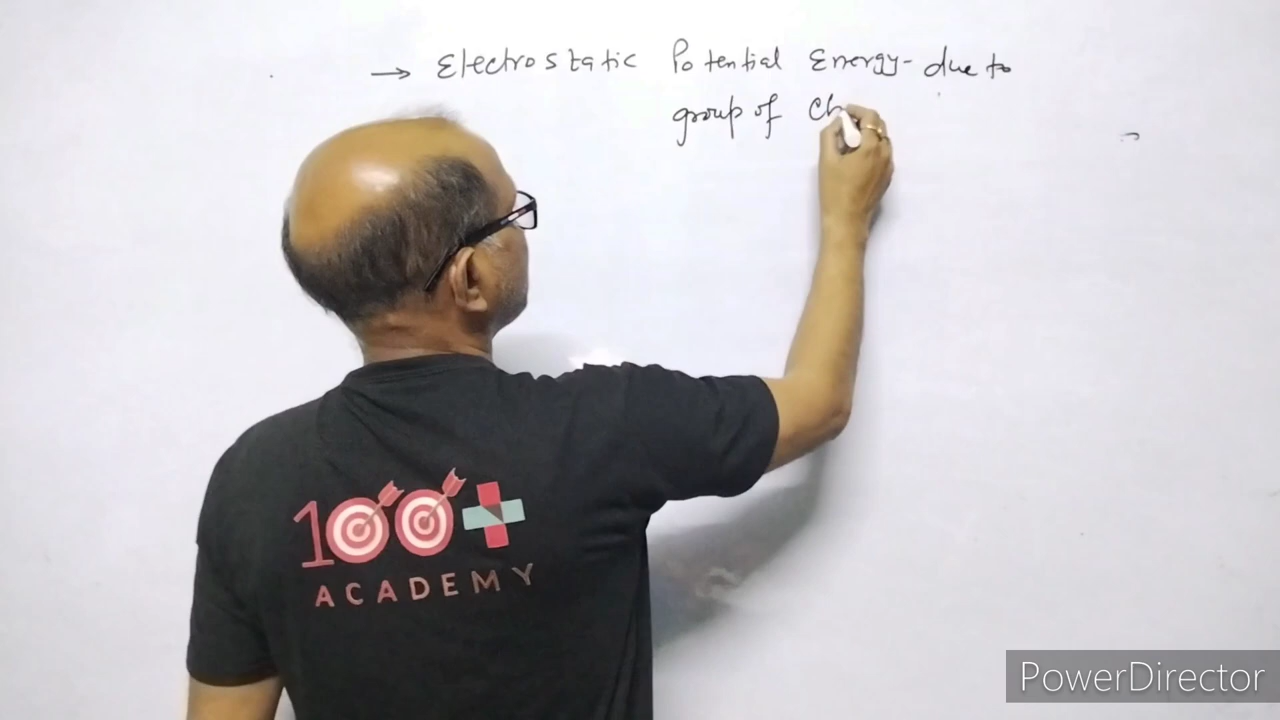 → Electrostatic Potential Energy- due to
group of Ch
100+
ACADEMY
PowerDirector